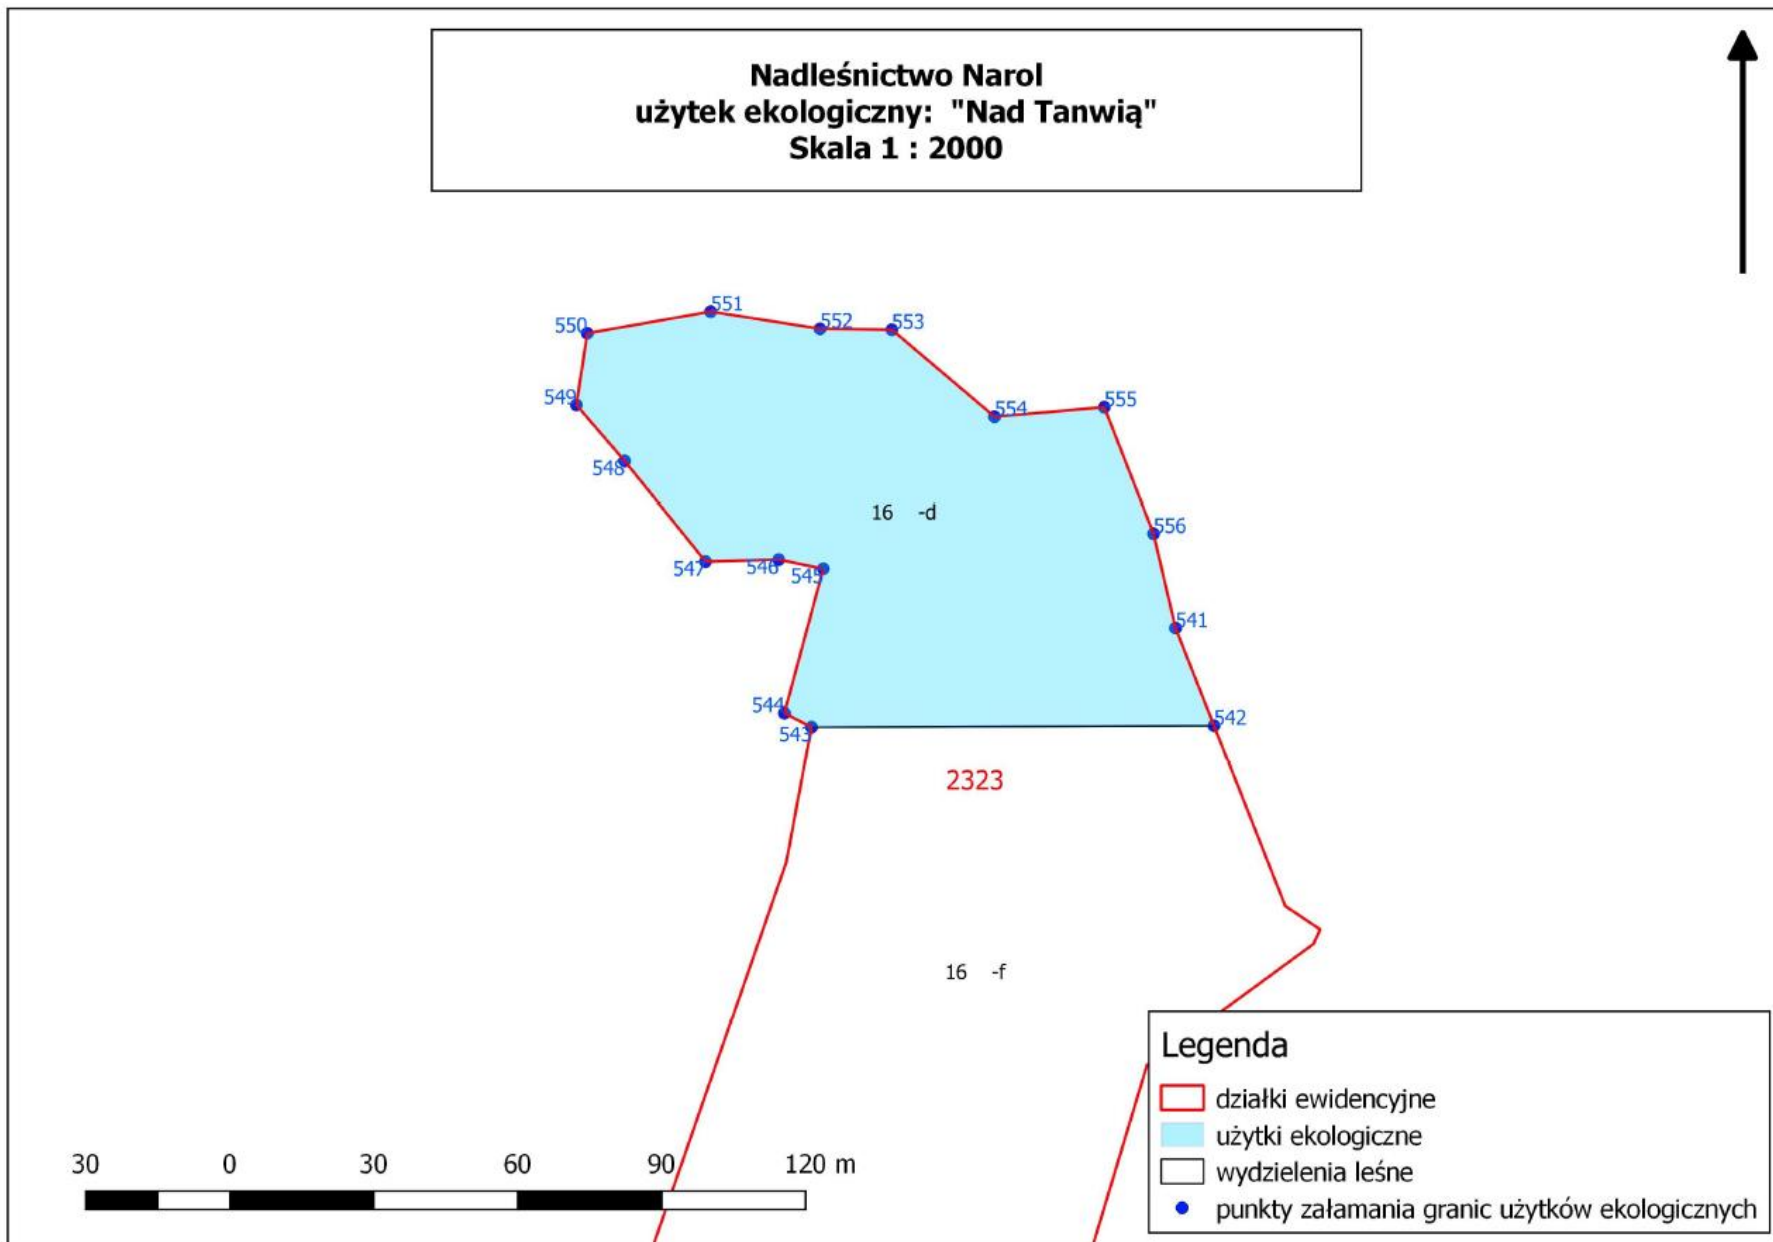 Nadleśnictwo Narol
użytek ekologiczny: "Nad Tanwią"
Skala 1 : 2000
551
550
552
553
549
554
555
548
16 -d
556
547
546
545
541
544
543
542
2323
16 -f
Legenda
działki ewidencyjne
użytki ekologiczne
wydzielenia leśne
punkty załamania granic użytków ekologicznych
30 0 30 60 90 120 m